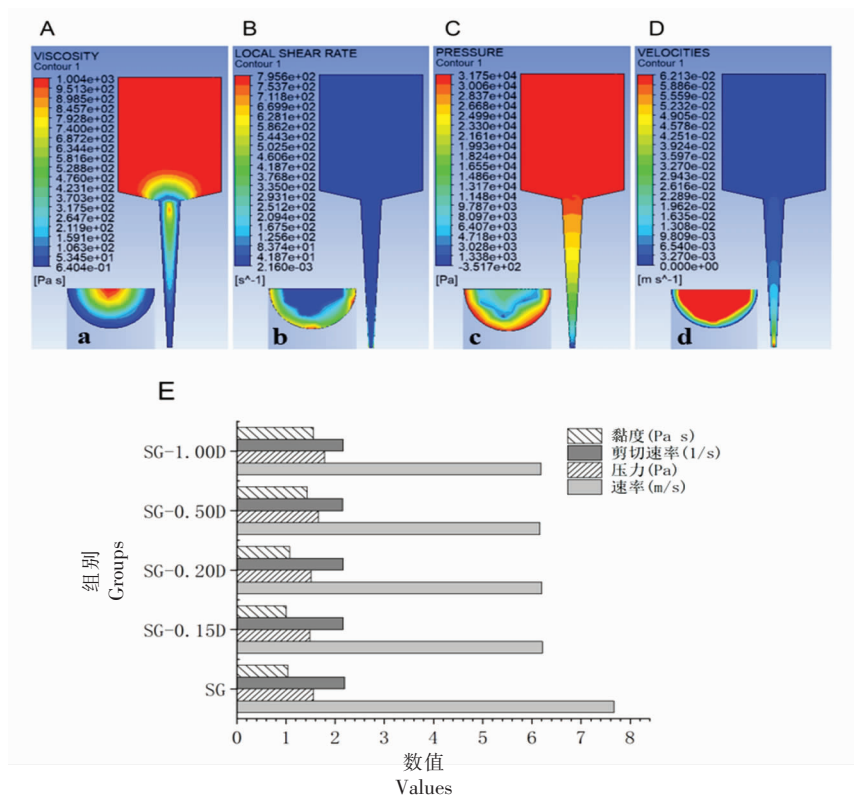 A
B
C
D
VISCOSITY
Contour 1
1.004e+03
9.513e+02
8.985e+02
8.457e+02
7.928e+02
7.400e+02
6.872e+02
6.344e+02
5.816e+02
5.288e+02
4.760e+02
4.231e+02
3.703e+02
3.175e+02
2.647e+02
2.119e+02
1.591e+02
1.063e+02
5.345e+01
6.404e-01
[Pa s]
a
LOCAL SHEAR RATE
Contour 1
7.956e+02
7.537e+02
7.118e+02
6.699e+02
6.281e+02
5.862e+02
5.443e+02
5.025e+02
4.606e+02
4.187e+02
3.768e+02
3.350e+02
2.931e+02
2.512e+02
2.094e+02
1.675e+02
1.256e+02
8.374e+01
4.187e+01
2.160e-03
[s^-1]
b
PRESSURE
Contour 1
3.175e+04
3.006e+04
2.837e+04
2.668e+04
2.499e+04
2.330e+04
2.161e+04
1.993e+04
1.824e+04
1.655e+04
1.486e+04
1.317e+04
1.148e+04
9.787e+03
8.097e+03
6.407e+03
4.718e+03
3.028e+03
1.338e+03
-3.517e+02
[Pa]
c
VELOCITIES
Contour 1
6.213e-02
5.886e-02
5.559e-02
5.232e-02
4.905e-02
4.578e-02
4.251e-02
3.924e-02
3.597e-02
3.270e-02
2.943e-02
2.616e-02
2.289e-02
1.962e-02
1.635e-02
1.308e-02
9.809e-03
6.540e-03
3.270e-03
0.000e+00
[m s^-1]
d
E
黏度(Pa s)
剪切速率(1/s)
压力(Pa)
速率(m/s)
SG-1.00D
SG-0.50D
SG-0.20D
SG-0.15D
SG
组别
Groups
0 1 2 3 4 5 6 7 8
数值
Values